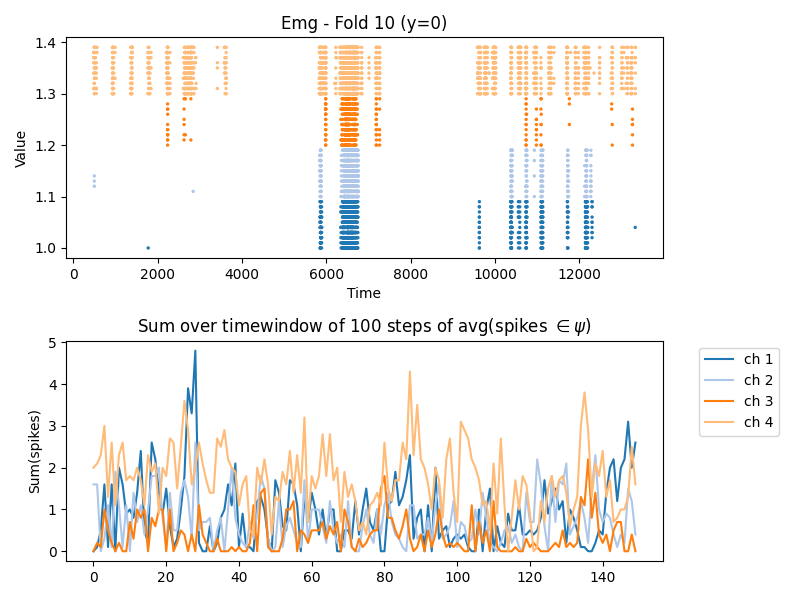 Emg - Fold 10 (y=0)
1.4
1.3
1.2
1.1
1.0
Value
0
2000
4000
6000
8000
10000
12000
Time
Sum over timewindow of 100 steps of avg(spikes ∈ ψ)
5
4
3
2
1
0
Sum(spikes)
0
20
40
60
80
100
120
140
ch 1
ch 2
ch 3
ch 4